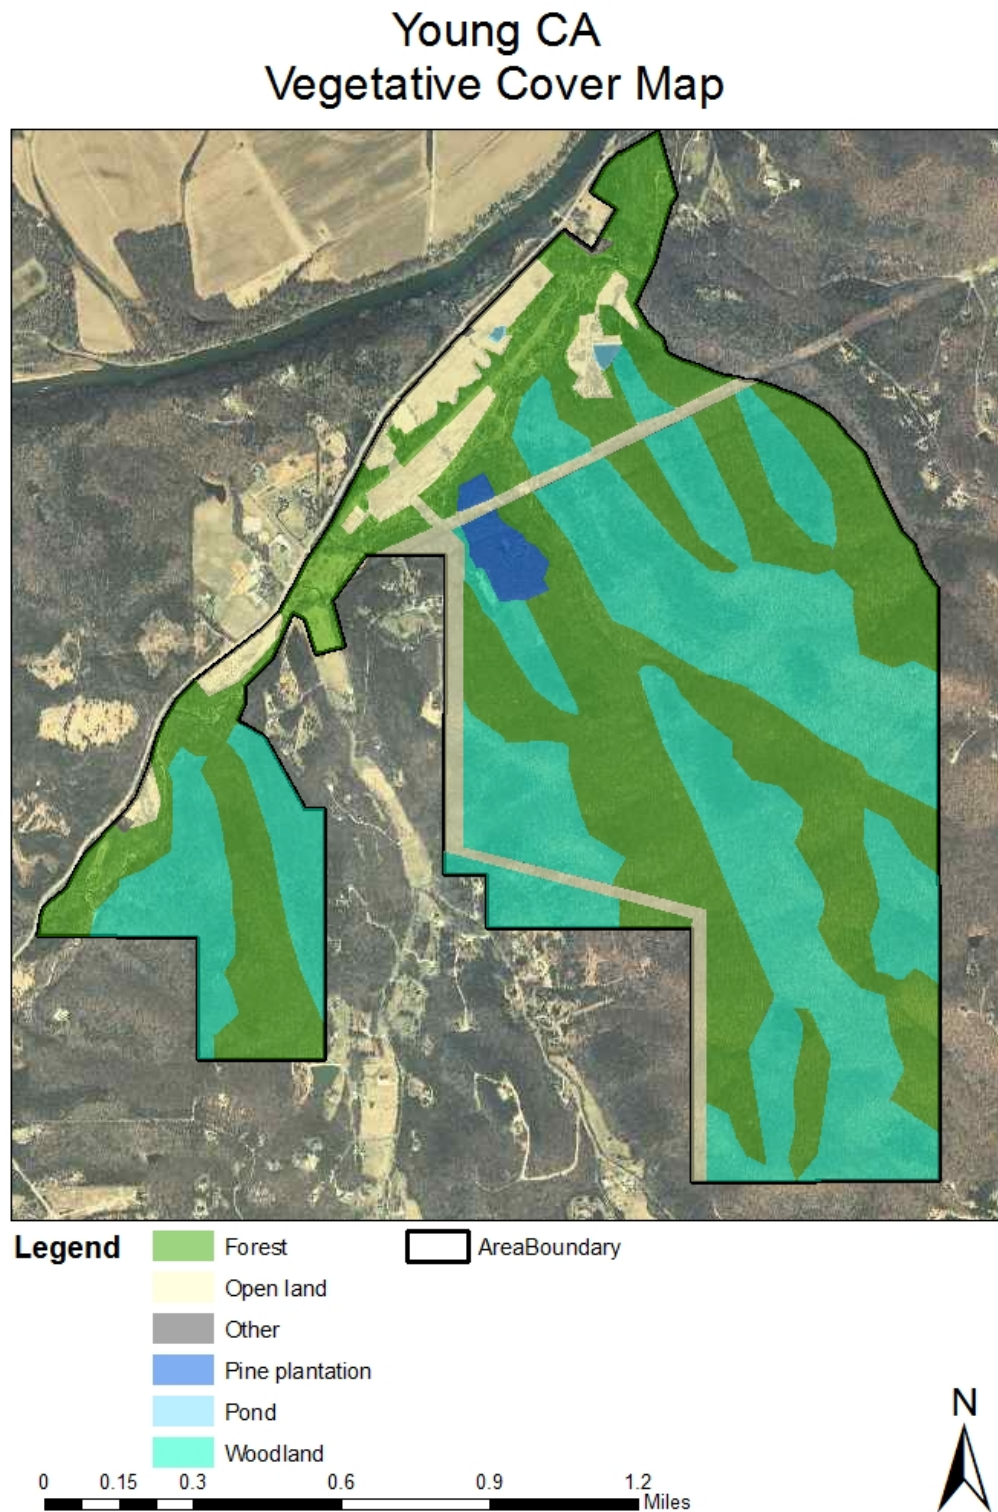 Young CA
Vegetative Cover Map
Legend
Forest
AreaBoundary
Open land
Other
Pine plantation
Pond
Woodland
N
0 0.15 0.3 0.6 0.9 1.2
Miles